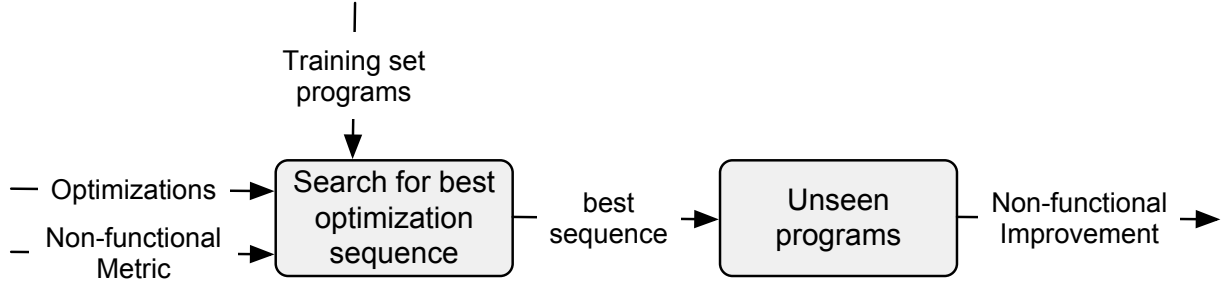 Training set
programs
Optimizations
Non-functional
Metric
Search for best
optimization
sequence
best
sequence
Unseen
programs
Non-functional
Improvement